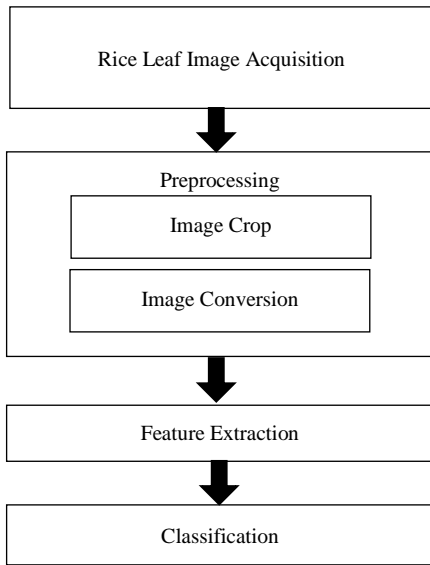 Rice Leaf Image Acquisition
Preprocessing
Image Crop
Image Conversion
Feature Extraction
Classification